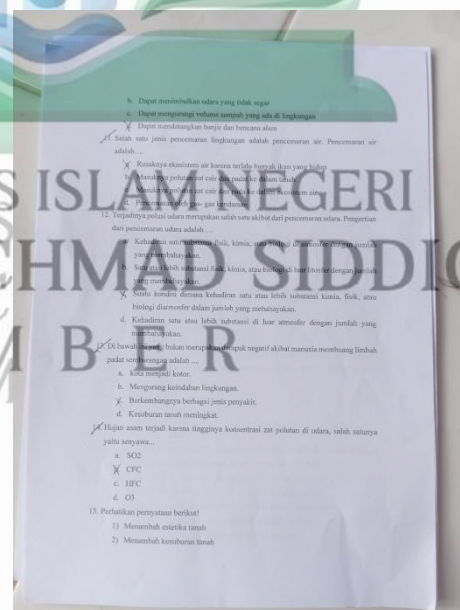 b. Dapat menimbulkan udara yang tidak segar
c. Dapat mengurangi volume sampah yang ada di lingkungan
d. Dapat mendatangkan banjir dan bencana alam
11. Salah satu jenis pencemaran lingkungan adalah pencemaran air. Pencemaran air
adalah....
a. Rusaknya ekosistem air karena terlalu banyak ikan yang hidup
b. Masuknya polutan zat cair dan padat ke dalam tanah
c. Masuknya polutan zat cair dan padat ke dalam ekosistem air
d. Pencemaran oleh gas- gas kendaraan
12. Terjadinya polusi udara merupakan salah satu akibat dari pencemaran udara. Pengertian
dari pencemaran udara adalah....
a. Kehadiran satu substansi fisik, kimia, atau biologi di atmosfer dengan jumlah
yang membahayakan.
b. Satu atau lebih substansi fisik, kimia, atau biologi di luar dengan jumlah
yang membahayakan.
c. Suatu kondisi dimana kehadiran satu atau lebih substansi kimia, fisik, atau
biologi diatmosfer dalam jumlah yang membahayakan.
d. Kehadiran satu atau lebih substansi di luar atmosfer dengan jumlah yang
membahayakan.
13. Di bawah ini yang bukan merupakan dampak negatif akibat manusia membuang limbah
padat sembarangan adalah ....
a. kota menjadi kotor.
b. Mengurang keindahan lingkungan.
c. Berkembangnya berbagai jenis penyakit.
d. Kesuburan tanah meningkat.
14. Hujan asam terjadi karena tingginya konsentrasi zat polutan di udara, salah satunya
yaitu senyawa...
a. SO2
b. CFC
c. HFC
d. O3
15. Perhatikan pernyataan berikut!
1) Menambah estetika tanah
2) Menambah kesuburan tanah
S ISLAM NEGERI
HMAD SIDDIQ
BER